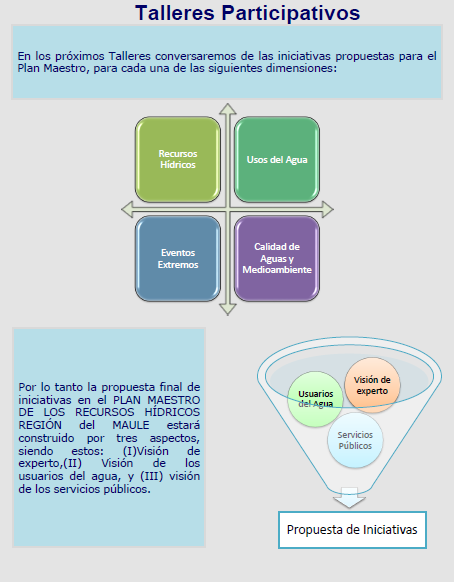 Talleres Participativos
En los próximos Talleres conversaremos de las iniciativas propuestas para el
Plan Maestro, para cada una de las siguientes dimensiones:
Recursos
Hídricos
Usos del Agua
Eventos
Extremos
Calidad de
Aguas y
Medioambiente
Por lo tanto la propuesta final de
iniciativas en el PLAN MAESTRO
DE LOS RECURSOS HÍDRICOS
REGIÓN del MAULE estará
construido por tres aspectos,
siendo estos: (I)Visión de
experto,(II) Visión de los
usuarios del agua, y (III) visión
de los servicios públicos.
Usuarios
del Agua
Visión de
experto
Servicios
Públicos
Propuesta de Iniciativas